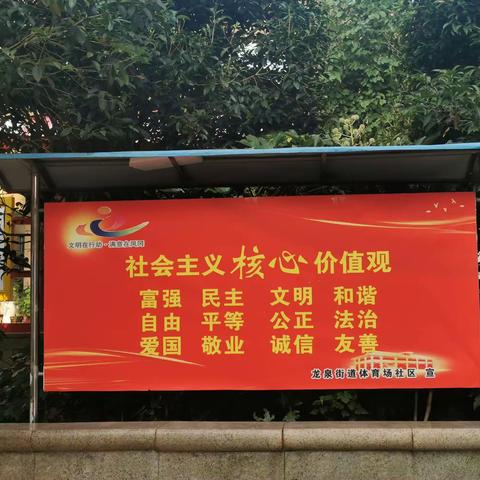 文明在行动·满意在凤冈
社会主义核心价值观
富强 民主 文明 和谐
自由 平等 公正 法治
爱国 敬业 诚信 友善
龙泉街道体育场社区 宣